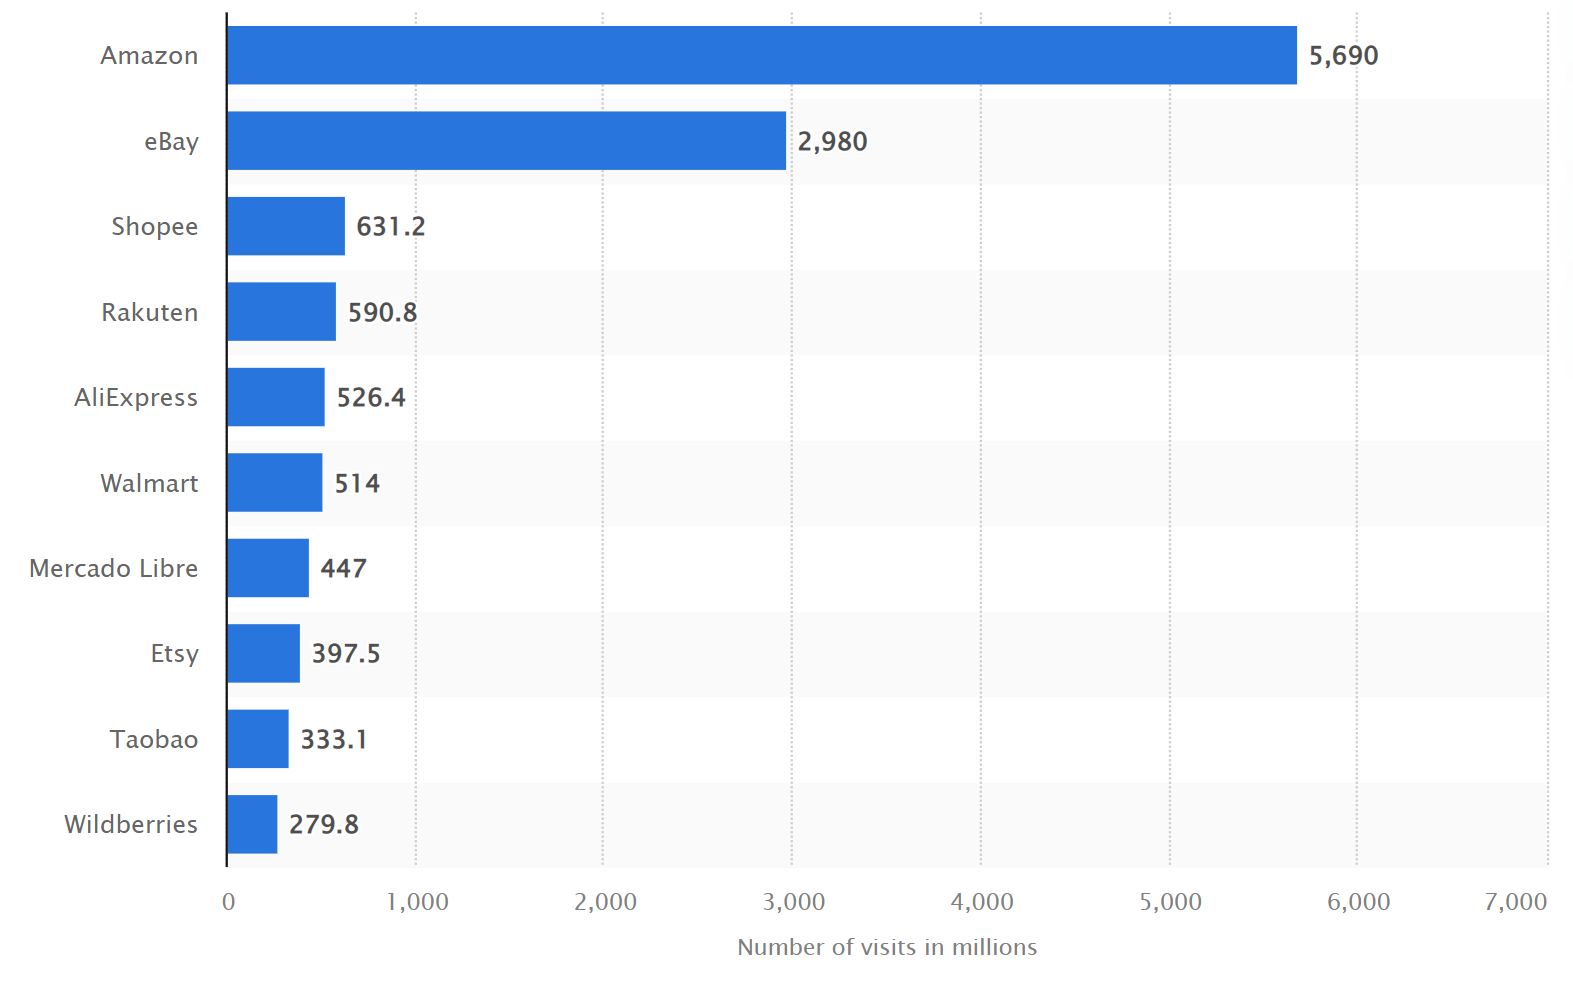 Amazon 5,690
eBay 2,980
Shopee 631.2
Rakuten 590.8
AliExpress 526.4
Walmart 514
Mercado Libre 447
Etsy 397.5
Taobao 333.1
Wildberries 279.8
0 1,000 2,000 3,000 4,000 5,000 6,000 7,000
Number of visits in millions